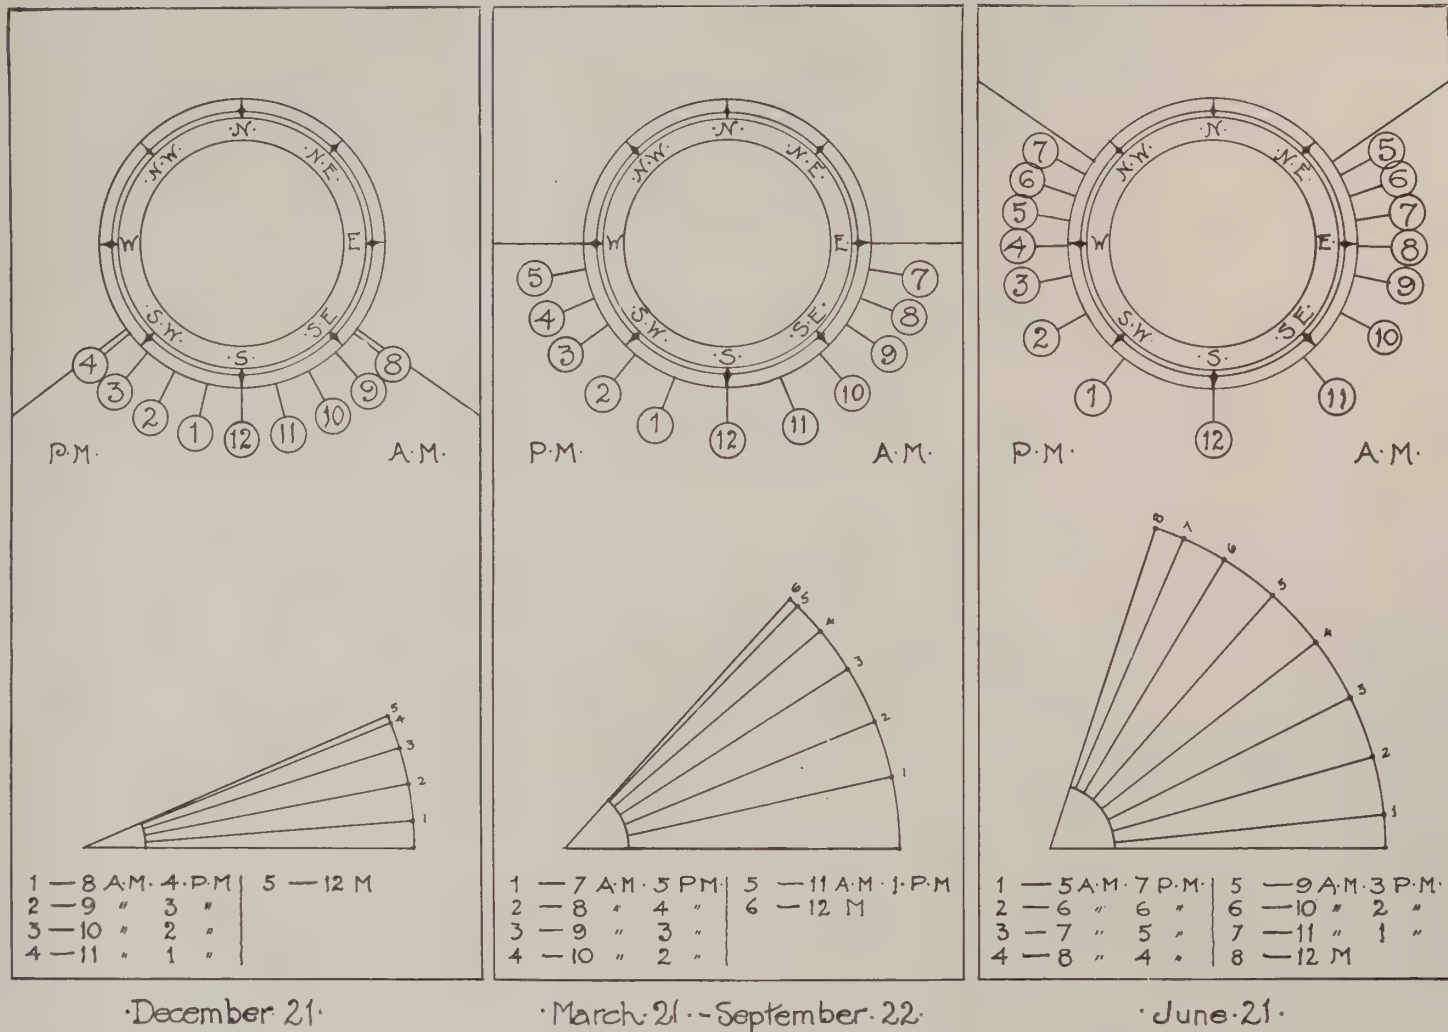 ·N·
·N·W·
·N·E·
W
E
·S·W·
·S·E·
·S·
4
3
2
1
12
11
10
9
8
P·M·
A·M·
5
4
3
2
1
1 — 8 A·M· 4·P·M
2 — 9 " 3 "
3 — 10 " 2 "
4 — 11 " 1 "
5 — 12 M
·December·21·
·N·
·N·W·
·N·E·
W
E·
·S·W·
·S·E·
·S·
5
4
3
2
1
12
11
10
9
8
7
P·M·
A·M·
6
5
4
3
2
1
1 — 7 A·M· 5 P M·
2 — 8 " 4 "
3 — 9 " 3 "
4 — 10 " 2 "
5 — 11 A·M· 1·P·M
6 — 12 M
·March·21·-September·22·
·N·
·N·W·
·N·E·
W
E·
·S·W·
·S·E·
·S·
7
6
5
4
3
2
1
12
11
10
9
8
7
6
5
P·M·
A·M·
8
7
6
5
4
3
2
1
1 — 5 A·M· 7 P·M·
2 — 6 " 6 "
3 — 7 " 5 "
4 — 8 " 4 "
5 — 9 A·M· 3 P·M·
6 — 10 " 2 "
7 — 11 " 1 "
8 — 12 M
·June·21·